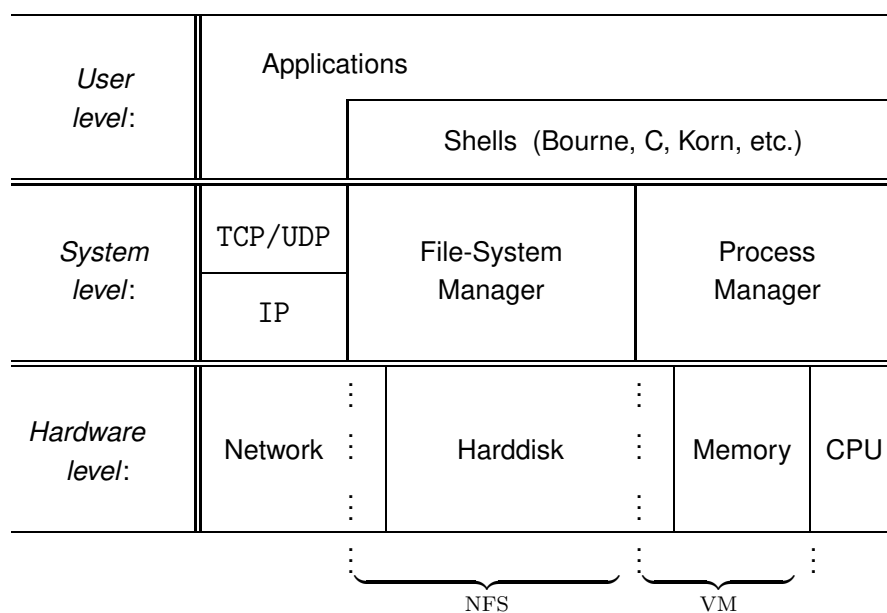 User
level:
Applications
Shells (Bourne, C, Korn, etc.)
System
level:
TCP/UDP
IP
File-System
Manager
Process
Manager
Hardware
level:
Network
Harddisk
Memory
CPU
NFS
VM